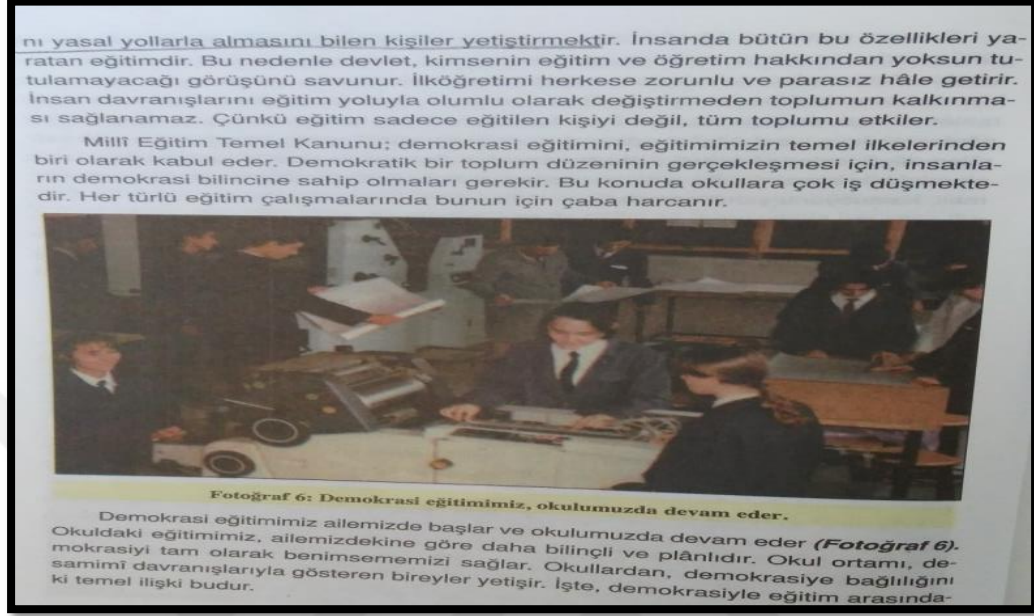 nı yasal yollarla almasını bilen kişiler yetiştirmektir. İnsanda bütün bu özellikleri ya-
ratan eğitimdir. Bu nedenle devlet, kimsenin eğitim ve öğretim hakkından yoksun tu-
tulamayacağı görüşünü savunur. İlköğretimi herkese zorunlu ve parasız hâle getirir.
İnsan davranışlarını eğitim yoluyla olumlu olarak değiştirmeden toplumun kalkınma-
sı sağlanamaz. Çünkü eğitim sadece eğitilen kişiyi değil, tüm toplumu etkiler.
Millî Eğitim Temel Kanunu; demokrasi eğitimini, eğitimimizin temel ilkelerinden
biri olarak kabul eder. Demokratik bir toplum düzeninin gerçekleşmesi için, insanla-
rın demokrasi bilincine sahip olmaları gerekir. Bu konuda okullara çok iş düşmekte-
dir. Her türlü eğitim çalışmalarında bunun için çaba harcanır.
Fotoğraf 6: Demokrasi eğitimimiz, okulumuzda devam eder.
Demokrasi eğitimimiz ailemizde başlar ve okulumuzda devam eder (Fotoğraf 6).
Okuldaki eğitimimiz, ailemizdekine göre daha bilinçli ve plânlıdır. Okul ortamı, de-
mokrasiyi tam olarak benimsememizi sağlar. Okullardan, demokrasiye bağlılığını
samimî davranışlarıyla gösteren bireyler yetişir. İşte, demokrasiyle eğitim arasında-
ki temel ilişki budur.